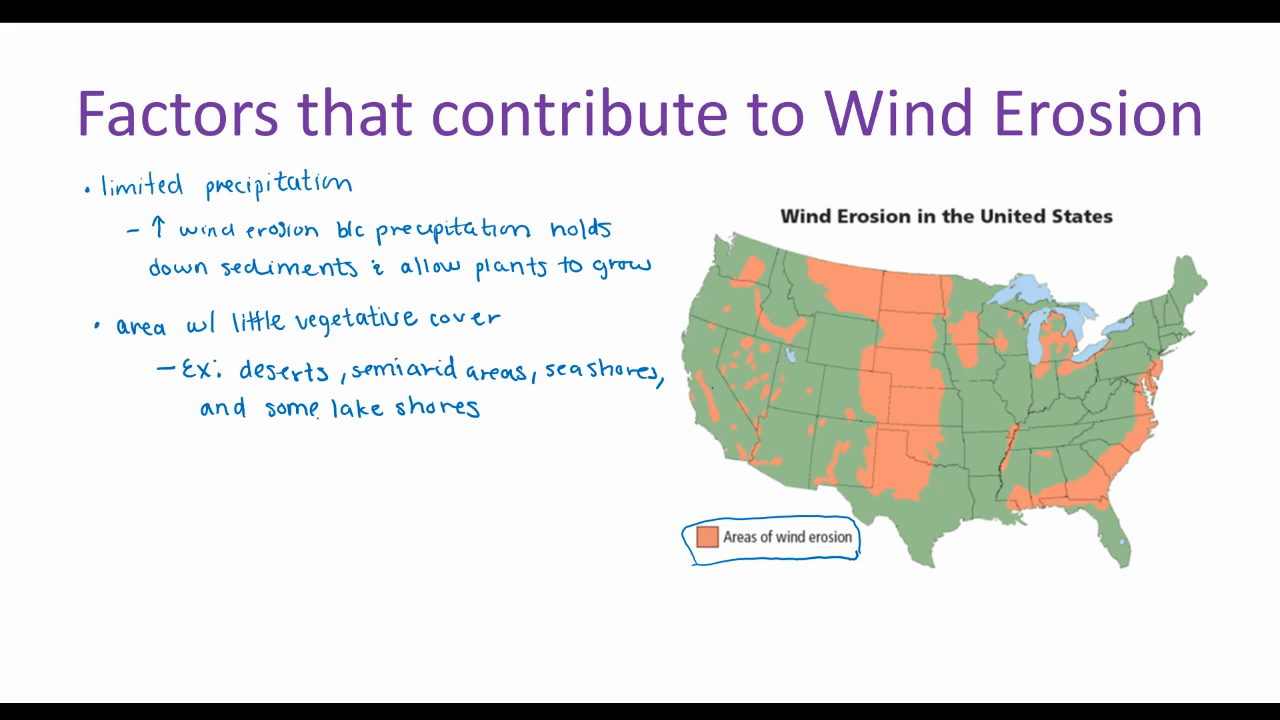 Factors that contribute to Wind Erosion
• limited precipitation
- ↑ wind erosion b/c precipitation holds
down sediments & allow plants to grow
• area w/ little vegetative cover
- Ex: deserts, semiarid areas, seashores,
and some lake shores
Wind Erosion in the United States
Areas of wind erosion